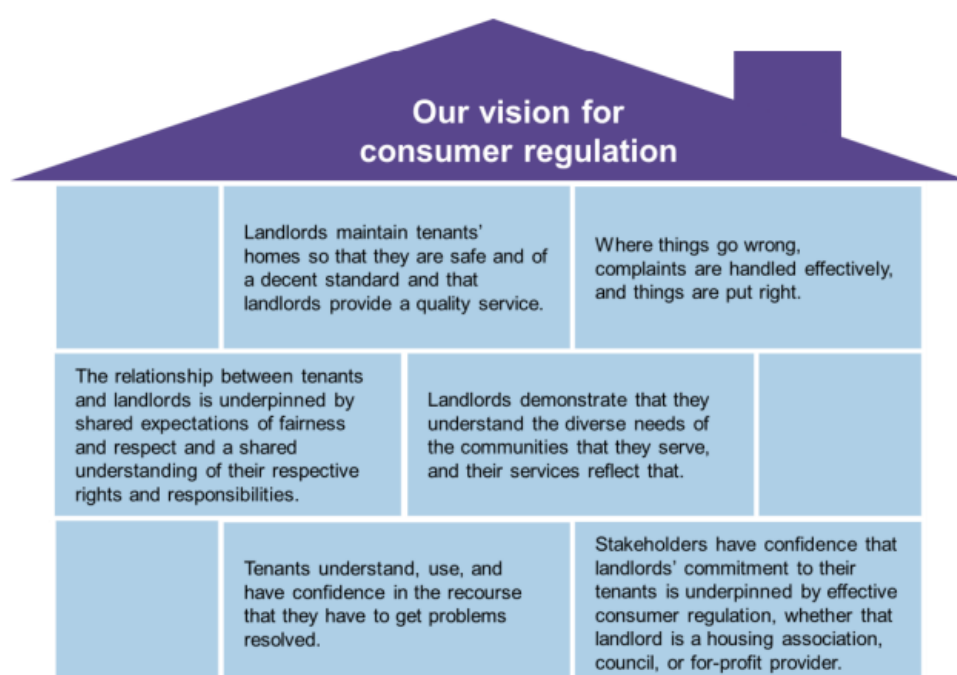 Our vision for
consumer regulation
Landlords maintain tenants'
homes so that they are safe and of
a decent standard and that
landlords provide a quality service.
Where things go wrong,
complaints are handled effectively,
and things are put right.
The relationship between tenants
and landlords is underpinned by
shared expectations of fairness
and respect and a shared
understanding of their respective
rights and responsibilities.
Landlords demonstrate that they
understand the diverse needs of
the communities that they serve,
and their services reflect that.
Tenants understand, use, and
have confidence in the recourse
that they have to get problems
resolved.
Stakeholders have confidence that
landlords' commitment to their
tenants is underpinned by effective
consumer regulation, whether that
landlord is a housing association,
council, or for-profit provider.